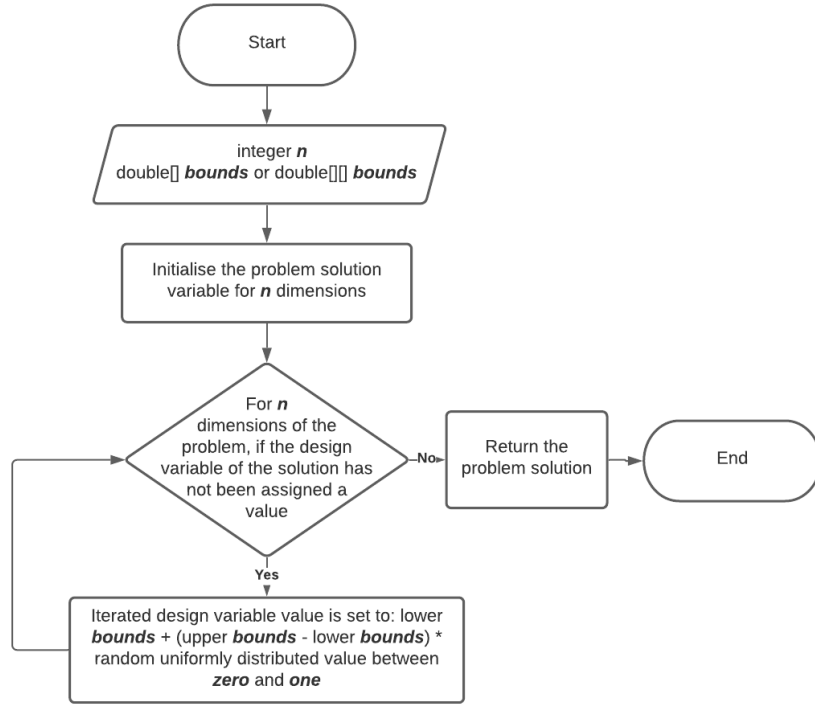 Start
integer n
double[] bounds or double[][] bounds
Initialise the problem solution
variable for n dimensions
For n
dimensions of the
problem, if the design
variable of the solution has
not been assigned a
value
No
Return the
problem solution
End
Yes
Iterated design variable value is set to: lower
bounds + (upper bounds - lower bounds) *
random uniformly distributed value between
zero and one